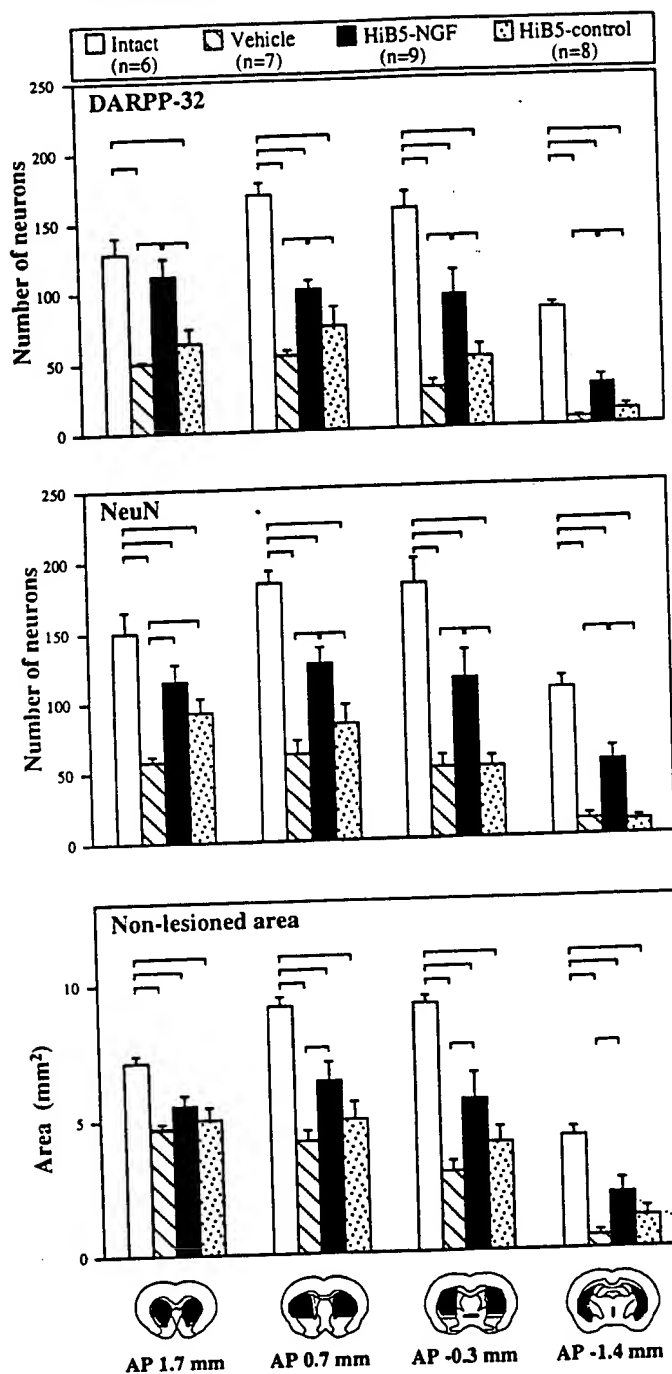 Intact Vehicle HiB5-NGF HiB5-control
(n=6) (n=7) (n=9) (n=8)
250
DARPP-32
200
150
100
50
0
Number of neurons
250
NeuN
200
150
100
50
0
Number of neurons
Non-lesioned area
10
5
0
Area (mm²)
AP 1.7 mm AP 0.7 mm AP -0.3 mm AP -1.4 mm